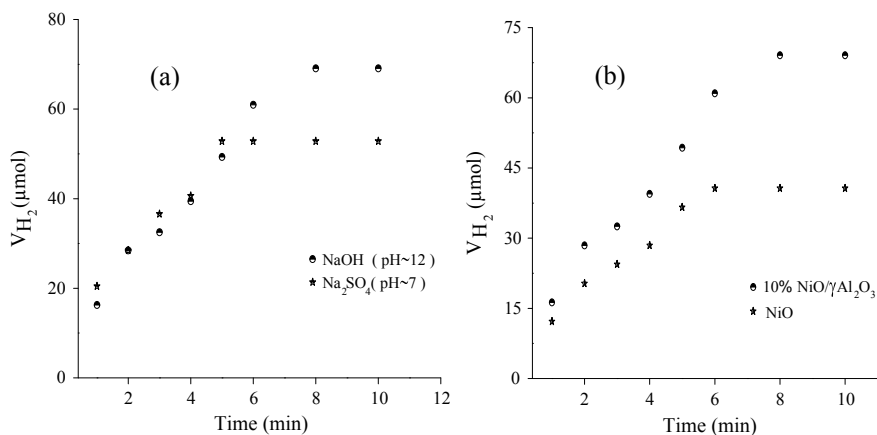 (a)
80
60
40
20
0
V_H₂ (μmol)
2 4 6 8 10 12
Time (min)
NaOH ( pH~12 )
Na₂SO₄( pH~7 )
(b)
75
60
45
30
15
0
V_H₂ (μmol)
2 4 6 8 10
Time (min)
10% NiO/γAl₂O₃
NiO